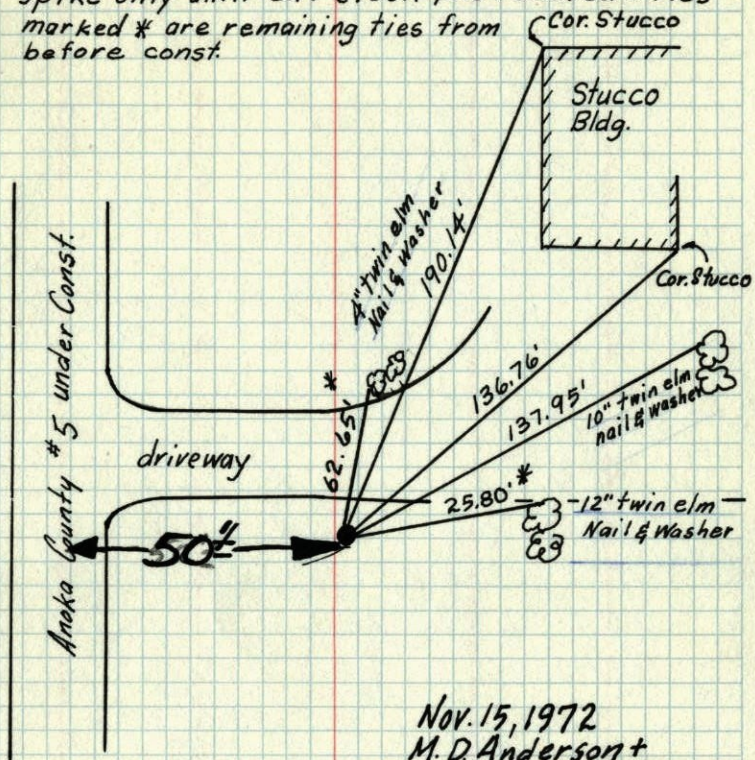 marked * are remaining ties from
before const.
Cor. Stucco
Stucco
Bldg.
4" twin elm
Nail & Washer
190.14'
Cor. Stucco
Anoka County #5 under Const.
*
62.65'
136.76'
137.95'
10" twin elm
nail & washer
driveway
25.80' *
12" twin elm
Nail & Washer
50'±
Nov. 15, 1972
M.D. Anderson +